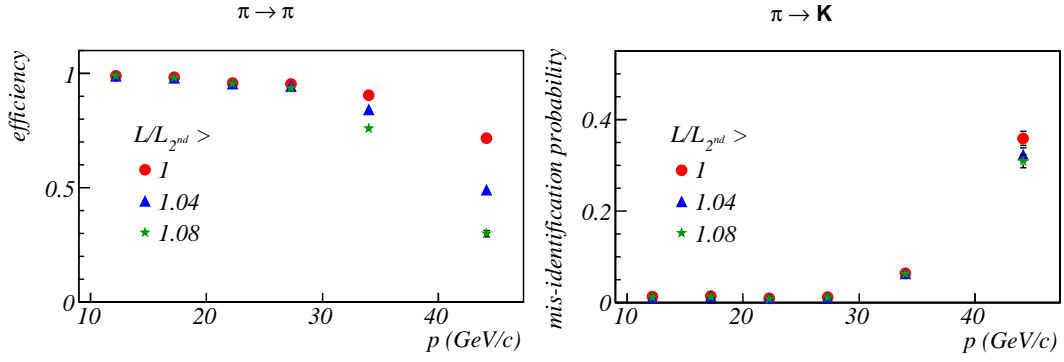 π → π
efficiency
1
0.5
0
L/L2nd >
1
1.04
1.08
10 20 30 40
p (GeV/c)
π → K
mis-identification probability
0.4
0.2
0
L/L2nd >
1
1.04
1.08
10 20 30 40
p (GeV/c)